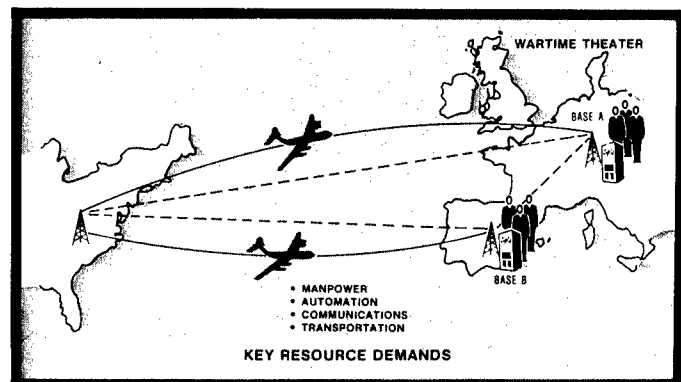 WARTIME THEATER
BASE A
BASE B
• MANPOWER
• AUTOMATION
• COMMUNICATIONS
• TRANSPORTATION
KEY RESOURCE DEMANDS